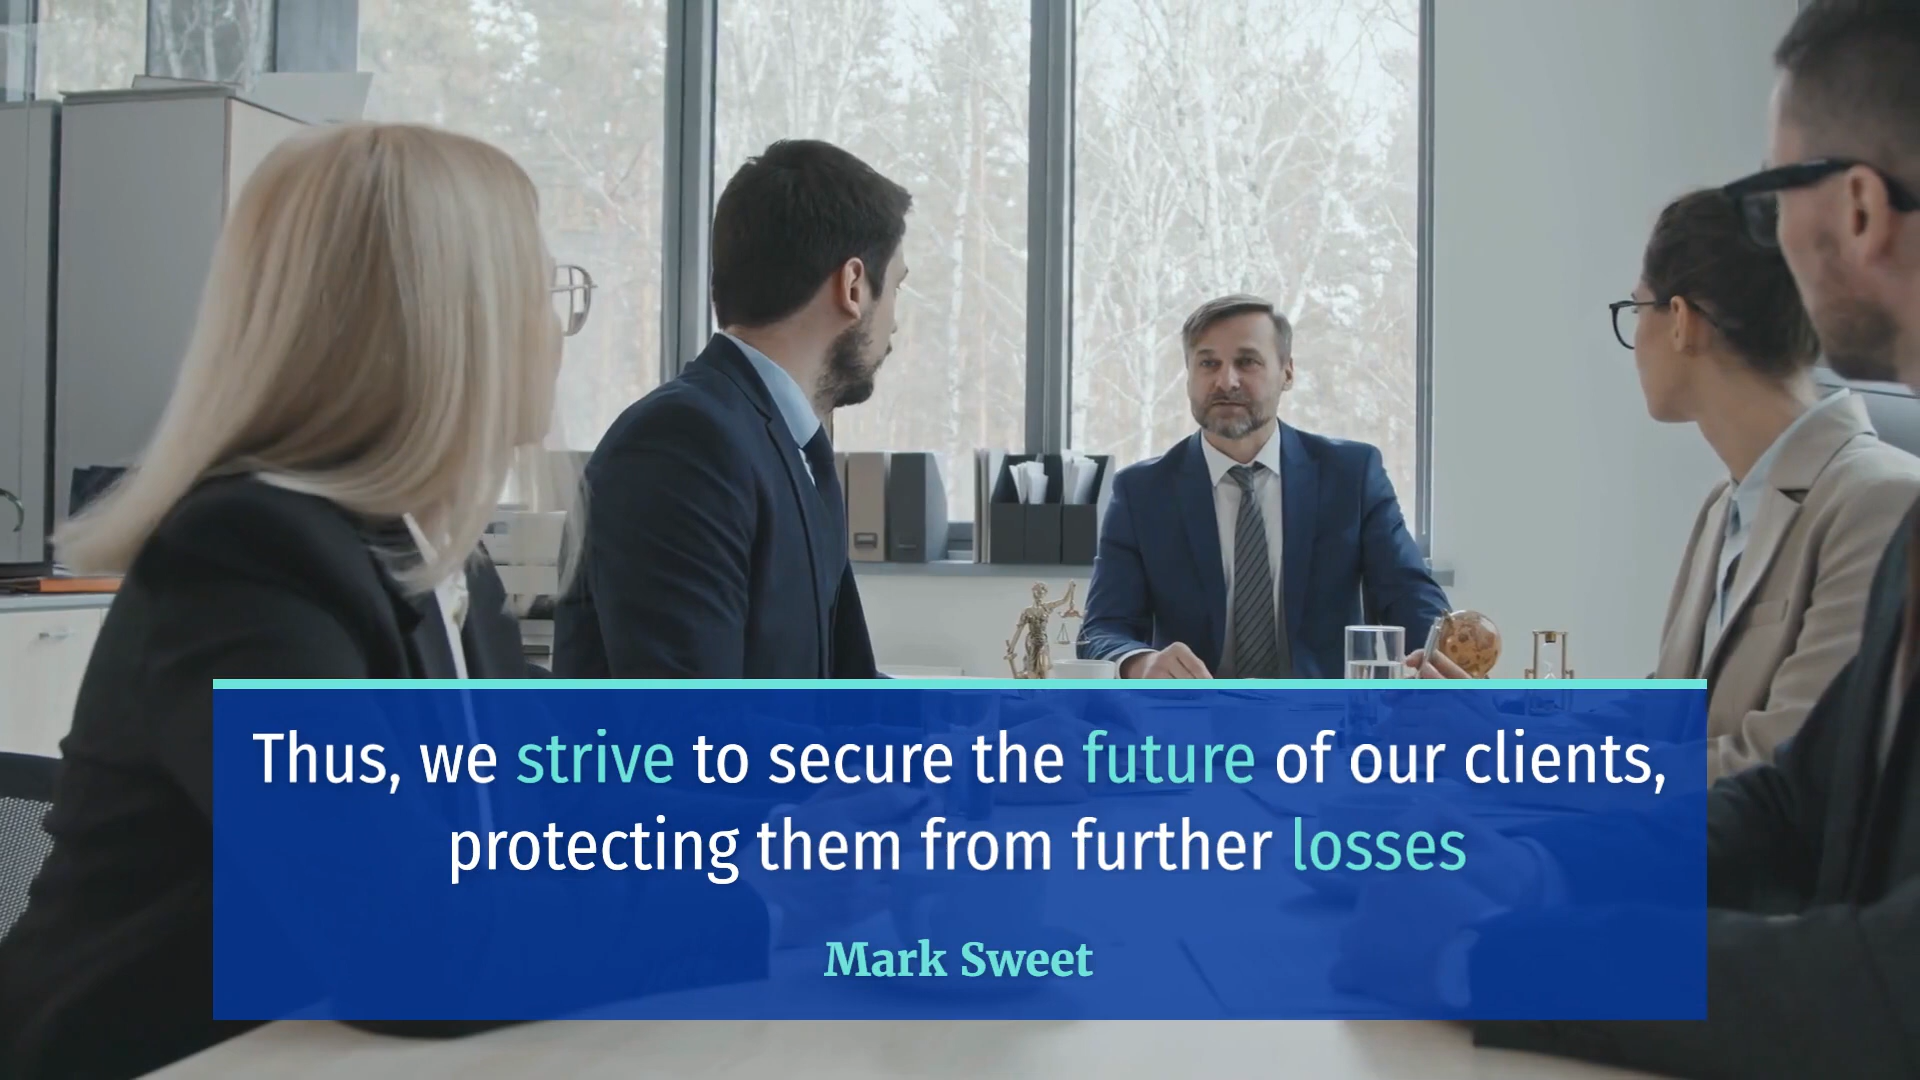 Thus, we strive to secure the future of our clients,
protecting them from further losses
Mark Sweet